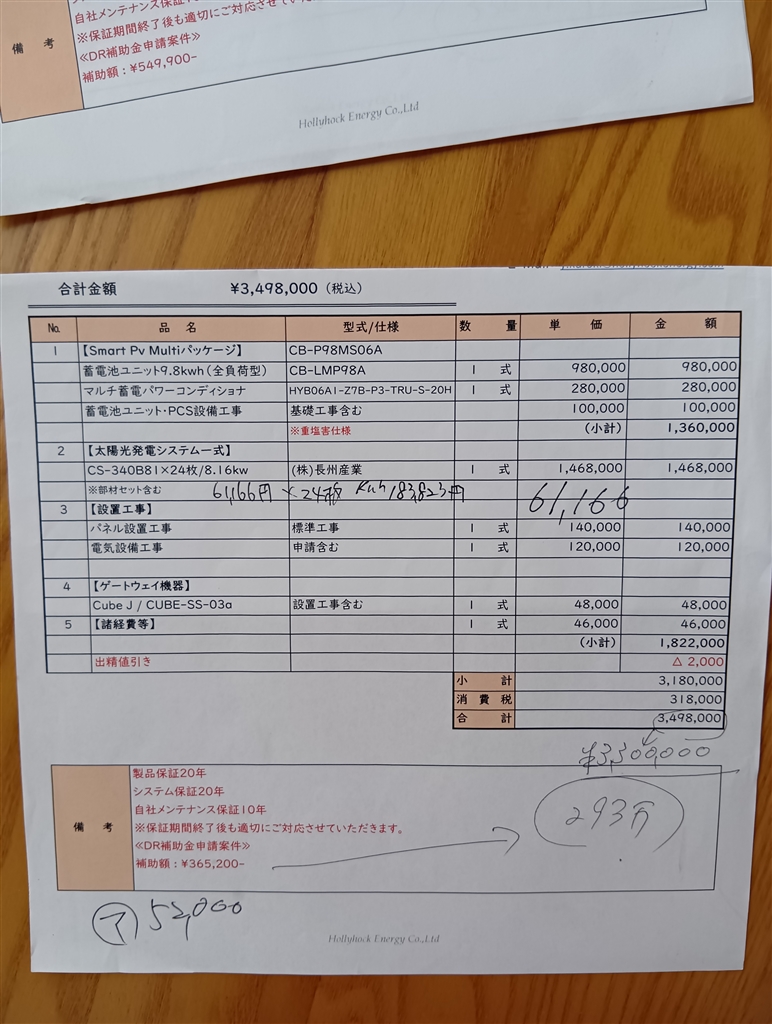 自社メンテナンス保証
※保証期間終了後も適切にご対応させていた
≪DR補助金申請案件≫
備 考
補助額：¥549,900-
Hollyhock Energy Co.,Ltd
合計金額 ¥3,498,000（税込）
No. 品 名 型式/仕様 数 量 単 価 金 額
1 【Smart Pv Multiパッケージ】 CB-P98MS06A
蓄電池ユニット9.8kwh（全負荷型） CB-LMP98A 1 式 980,000 980,000
マルチ蓄電パワーコンディショナ HYB06A1-Z7B-P3-TRU-S-20H 1 式 280,000 280,000
蓄電池ユニット・PCS設備工事 基礎工事含む 100,000 100,000
※重塩害仕様 （小計） 1,360,000
2 【太陽光発電システム一式】
CS-340B81×24枚/8.16kw （株）長州産業 1 式 1,468,000 1,468,000
※部材セット含む 61,166円×24枚 Kwh 183,823円 61,166
3 【設置工事】
パネル設置工事 標準工事 1 式 140,000 140,000
電気設備工事 申請含む 1 式 120,000 120,000
4 【ゲートウェイ機器】
Cube J / CUBE-SS-03a 設置工事含む 1 式 48,000 48,000
5 【諸経費等】 1 式 46,000 46,000
（小計） 1,822,000
出精値引き △ 2,000
小 計 3,180,000
消 費 税 318,000
合 計 3,498,000
¥3,300,000
製品保証20年
システム保証20年
自社メンテナンス保証10年
備 考 ※保証期間終了後も適切にご対応させていただきます。
≪DR補助金申請案件≫
補助額：¥365,200-
293万
ア 52,000
Hollyhock Energy Co.,Ltd